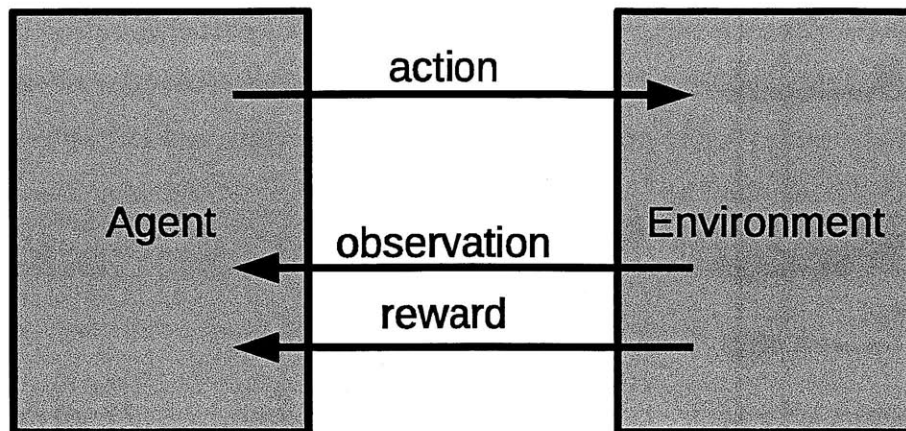 action
Agent
Environment
observation
reward